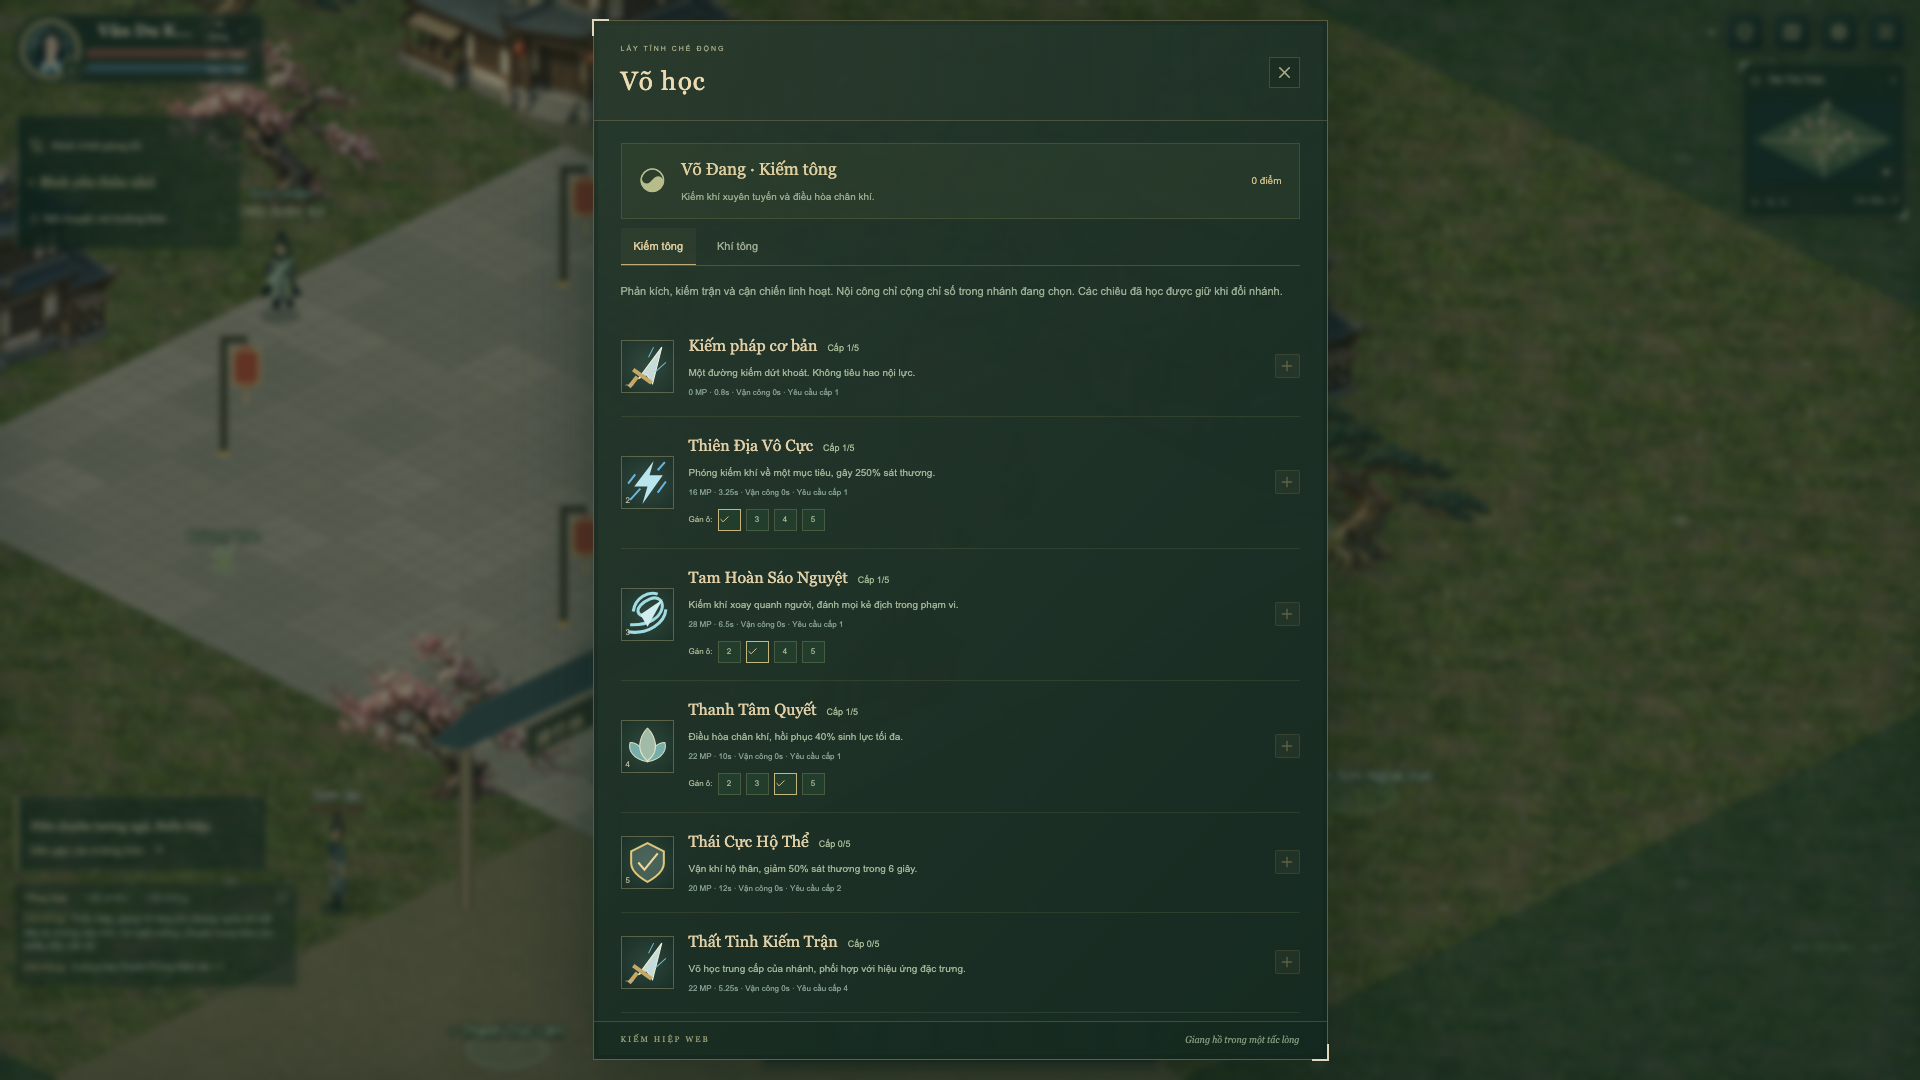 LẤY TĨNH CHẾ ĐỘNG
Võ học
Võ Đang · Kiếm tông
Kiếm khí xuyên tuyến và điều hòa chân khí.
0 điểm
Kiếm tông
Khí tông
Phản kích, kiếm trận và cận chiến linh hoạt. Nội công chỉ cộng chỉ số trong nhánh đang chọn. Các chiêu đã học được giữ khi đổi nhánh.
Kiếm pháp cơ bản Cấp 1/5
Một đường kiếm dứt khoát. Không tiêu hao nội lực.
0 MP · 0.8s · Vận công 0s · Yêu cầu cấp 1
Thiên Địa Vô Cực Cấp 1/5
Phóng kiếm khí về một mục tiêu, gây 250% sát thương.
16 MP · 3.25s · Vận công 0s · Yêu cầu cấp 1
2
Gán ô: 3 4 5
Tam Hoàn Sáo Nguyệt Cấp 1/5
Kiếm khí xoay quanh người, đánh mọi kẻ địch trong phạm vi.
28 MP · 6.5s · Vận công 0s · Yêu cầu cấp 1
3
Gán ô: 2 4 5
Thanh Tâm Quyết Cấp 1/5
Điều hòa chân khí, hồi phục 40% sinh lực tối đa.
22 MP · 10s · Vận công 0s · Yêu cầu cấp 1
4
Gán ô: 2 3 5
Thái Cực Hộ Thể Cấp 0/5
Vận khí hộ thân, giảm 50% sát thương trong 6 giây.
5
20 MP · 12s · Vận công 0s · Yêu cầu cấp 2
Thất Tinh Kiếm Trận Cấp 0/5
Võ học trung cấp của nhánh, phối hợp với hiệu ứng đặc trưng.
22 MP · 5.25s · Vận công 0s · Yêu cầu cấp 4
KIẾM HIỆP WEB
Giang hồ trong một tấc lòng